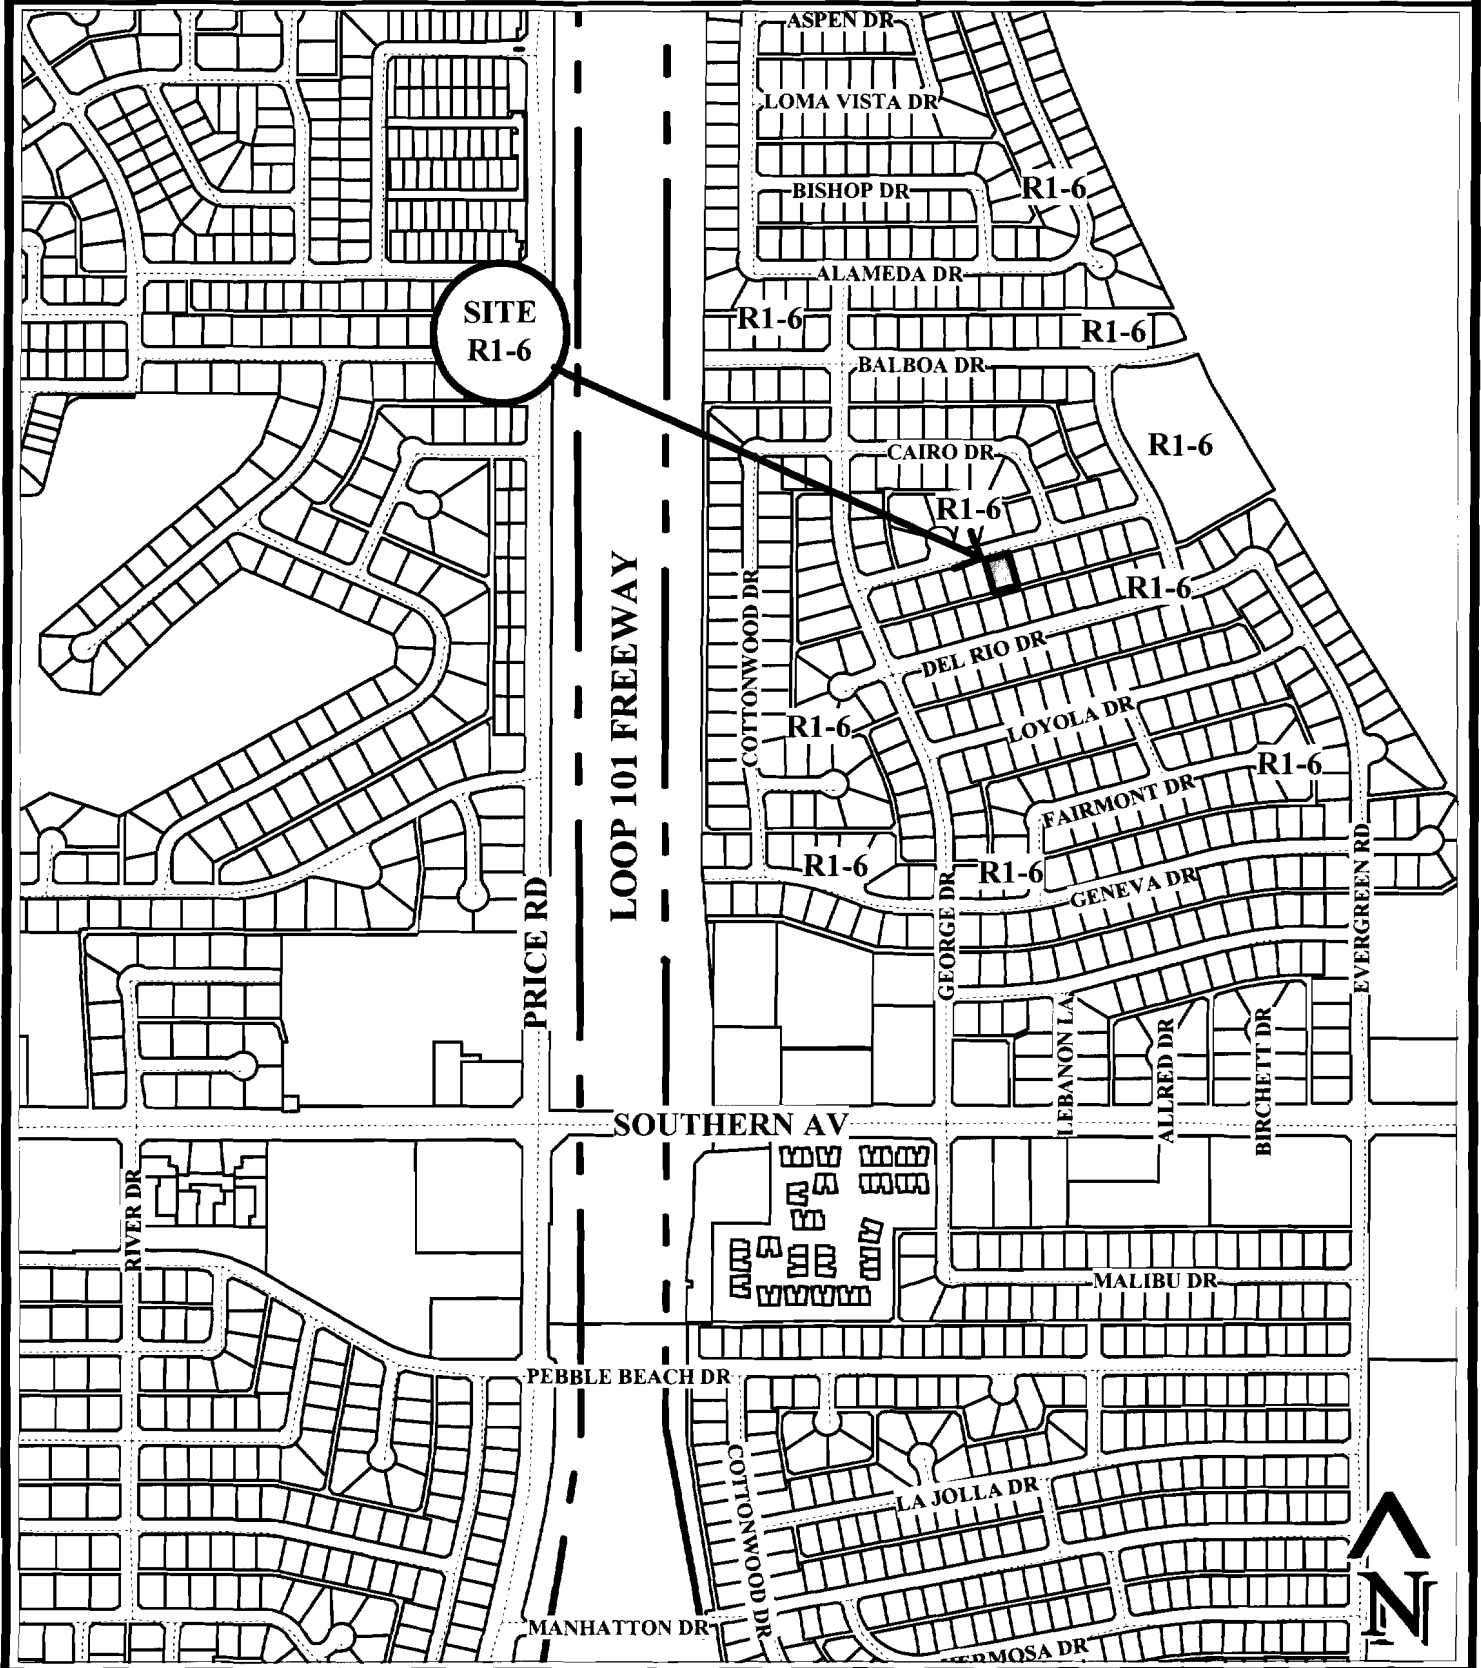 ASPEN DR
LOMA VISTA DR
BISHOP DR
R1-6
ALAMEDA DR
SITE
R1-6
R1-6
R1-6
BALBOA DR
R1-6
CAIRO DR
R1-6
R1-6
COTTONWOOD DR
DEL RIO DR
LOOP 101 FREEWAY
LOYOLA DR
R1-6
R1-6
FAIRMONT DR
R1-6
R1-6
GENEVA DR
PRICE RD
GEORGE DR
EVERGREEN RD
LEBANON LA
ALLRED DR
BIRCHETT DR
SOUTHERN AV
RIVER DR
MALIBU DR
PEBBLE BEACH DR
COTTONWOOD DR
LA JOLLA DR
N
MANHATTON DR
HERMOSA DR